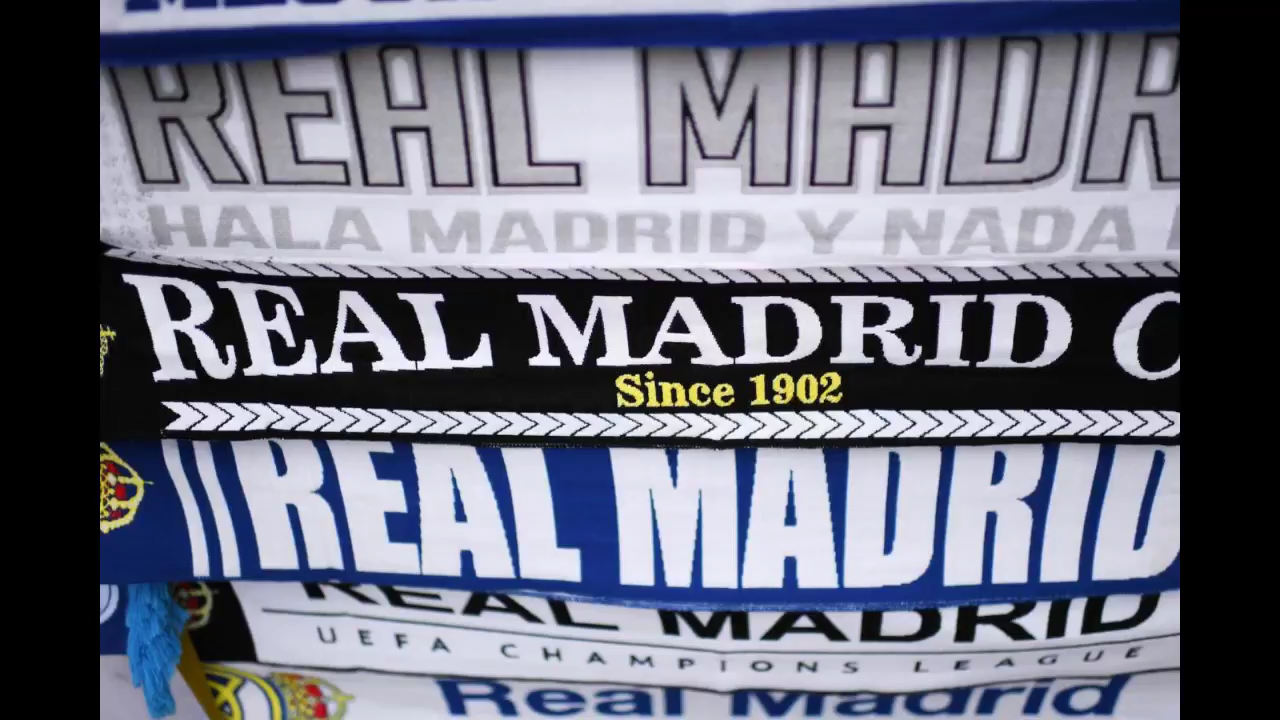 REAL MADR
HALA MADRID Y NADA
REAL MADRID
Since 1902
REAL MADRID
REAL MADRID
UEFA CHAMPIONS LEAGUE
Real Madrid